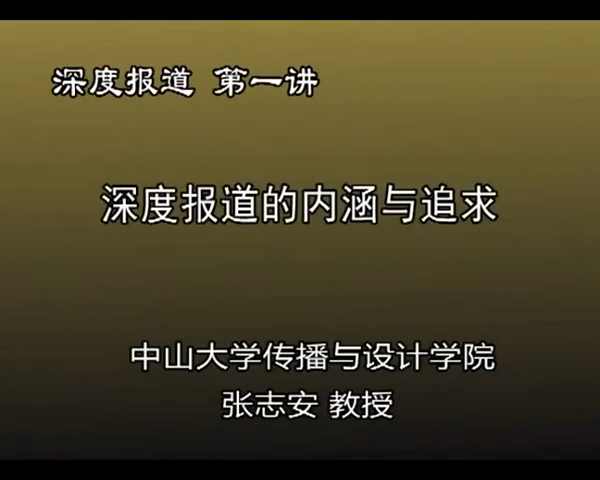 深度报道 第一讲
深度报道的内涵与追求
中山大学传播与设计学院
张志安 教授